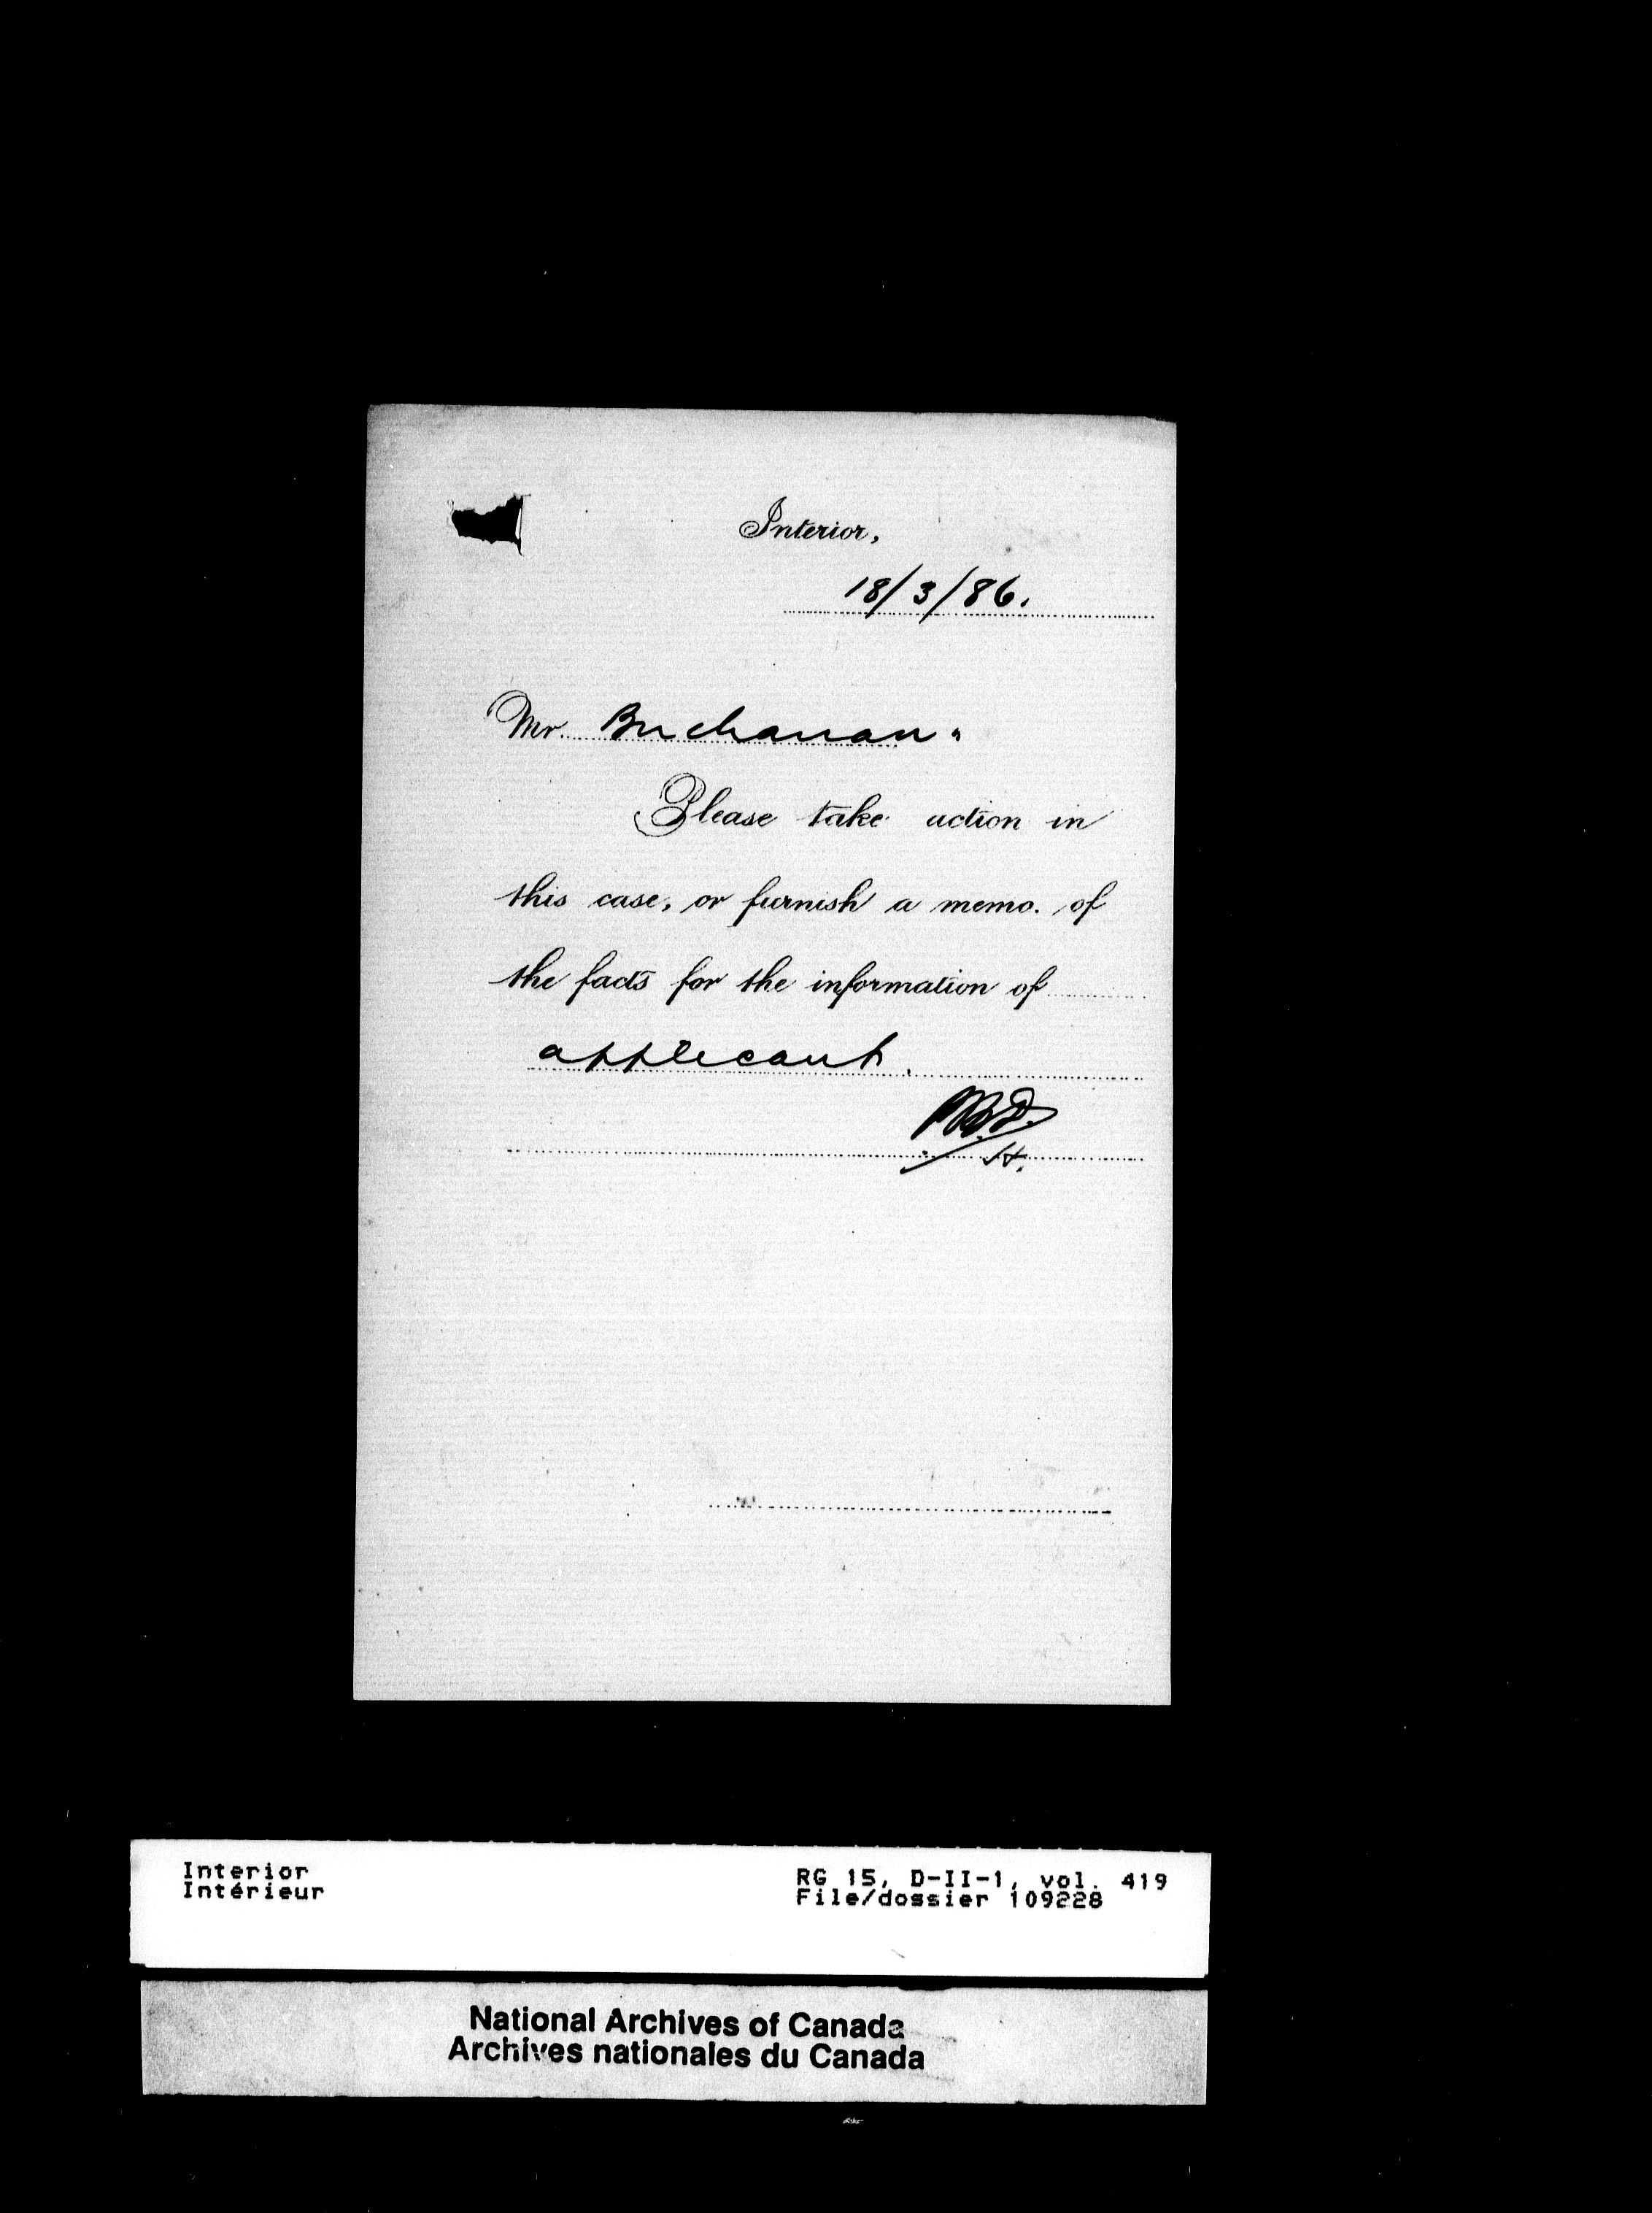 Interior,
18/3/86.
Mr. Buchanan.
Please take action in
this case, or furnish a memo. of
the facts for the information of
applicant.
H.
Interior
Intérieur
RG 15, D-II-1, vol. 419
File/dossier 109228
National Archives of Canada
Archives nationales du Canada